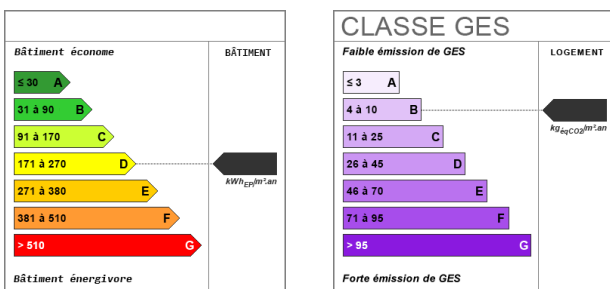 Bâtiment économe
BÂTIMENT
≤ 30 A
31 à 90 B
91 à 170 C
171 à 270 D
271 à 380 E
381 à 510 F
> 510 G
kWhEP/m².an
Bâtiment énergivore
CLASSE GES
Faible émission de GES
LOGEMENT
≤ 3 A
4 à 10 B
11 à 25 C
26 à 45 D
46 à 70 E
71 à 95 F
> 95 G
kgéqCO2/m².an
Forte émission de GES